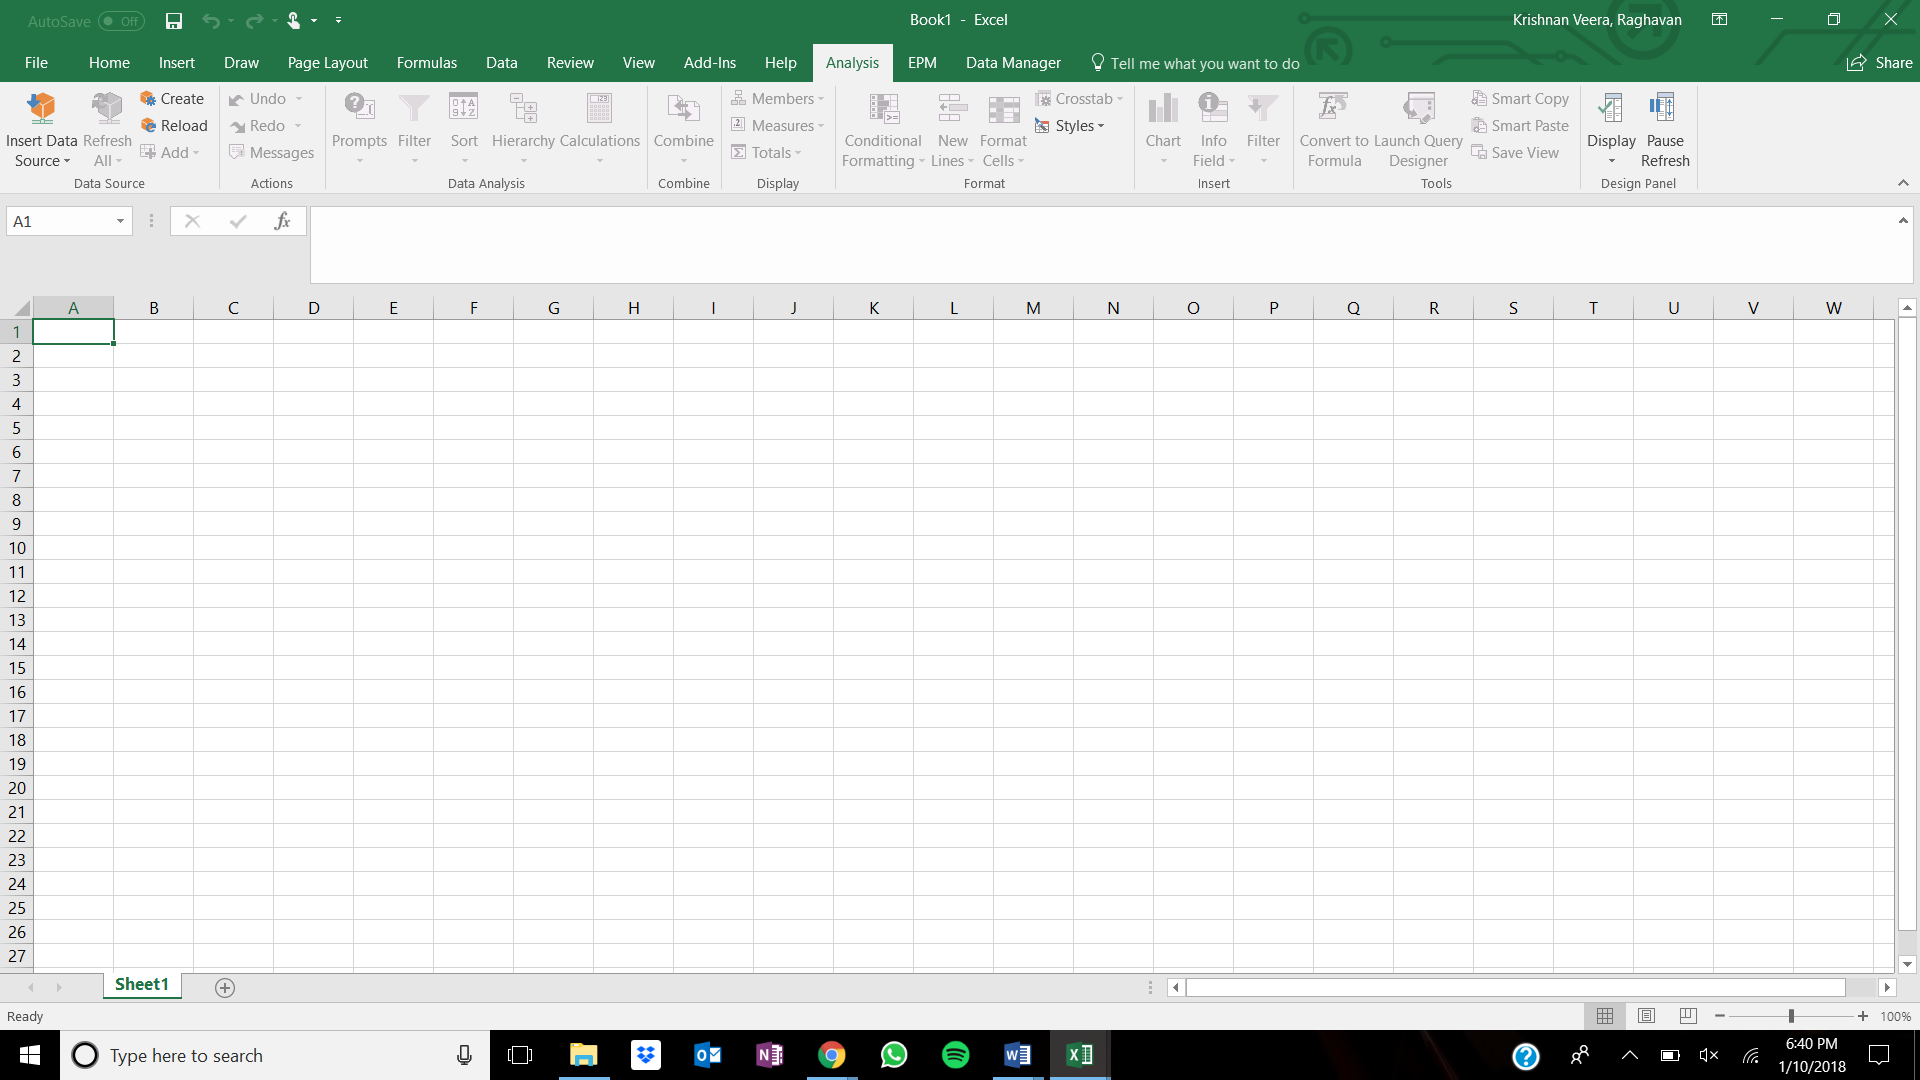 AutoSave Off
Book1 - Excel
Krishnan Veera, Raghavan
File Home Insert Draw Page Layout Formulas Data Review View Add-Ins Help Analysis EPM Data Manager Tell me what you want to do Share
Insert Data Source
Refresh All
Create
Reload
Add
Data Source
Undo
Redo
Messages
Actions
Prompts
Filter
Sort
Hierarchy
Calculations
Data Analysis
Combine
Combine
Members
Measures
Totals
Display
Conditional Formatting
New Lines
Format Cells
Crosstab
Styles
Format
Chart
Info Field
Filter
Insert
Convert to Formula
Launch Query Designer
Smart Copy
Smart Paste
Save View
Tools
Display
Pause Refresh
Design Panel
A1
fx
A B C D E F G H I J K L M N O P Q R S T U V W
1
2
3
4
5
6
7
8
9
10
11
12
13
14
15
16
17
18
19
20
21
22
23
24
25
26
27
Sheet1
Ready
100%
Type here to search
6:40 PM
1/10/2018